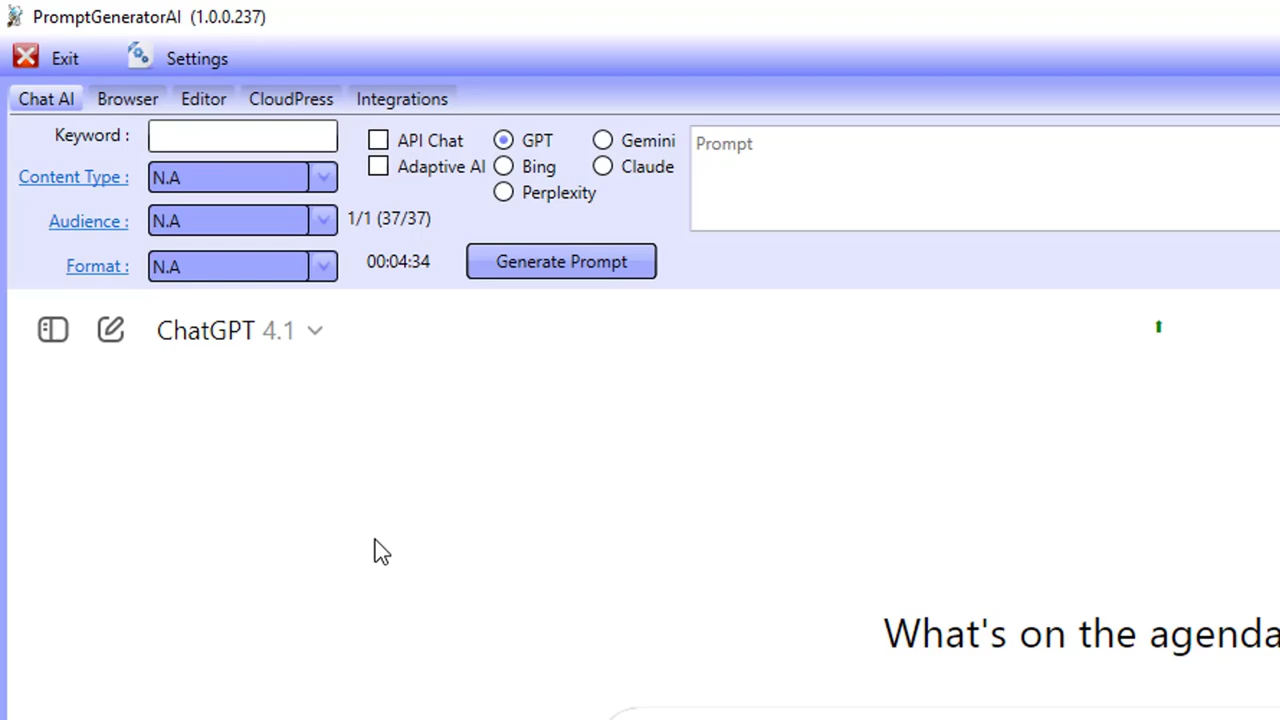 PromptGeneratorAI (1.0.0.237)
Exit Settings
Chat AI Browser Editor CloudPress Integrations
Keyword :
Content Type : N.A
Audience : N.A
Format : N.A
API Chat GPT Gemini
Adaptive AI Bing Claude
Perplexity
1/1 (37/37)
00:04:34 Generate Prompt
Prompt
ChatGPT 4.1
What's on the agenda